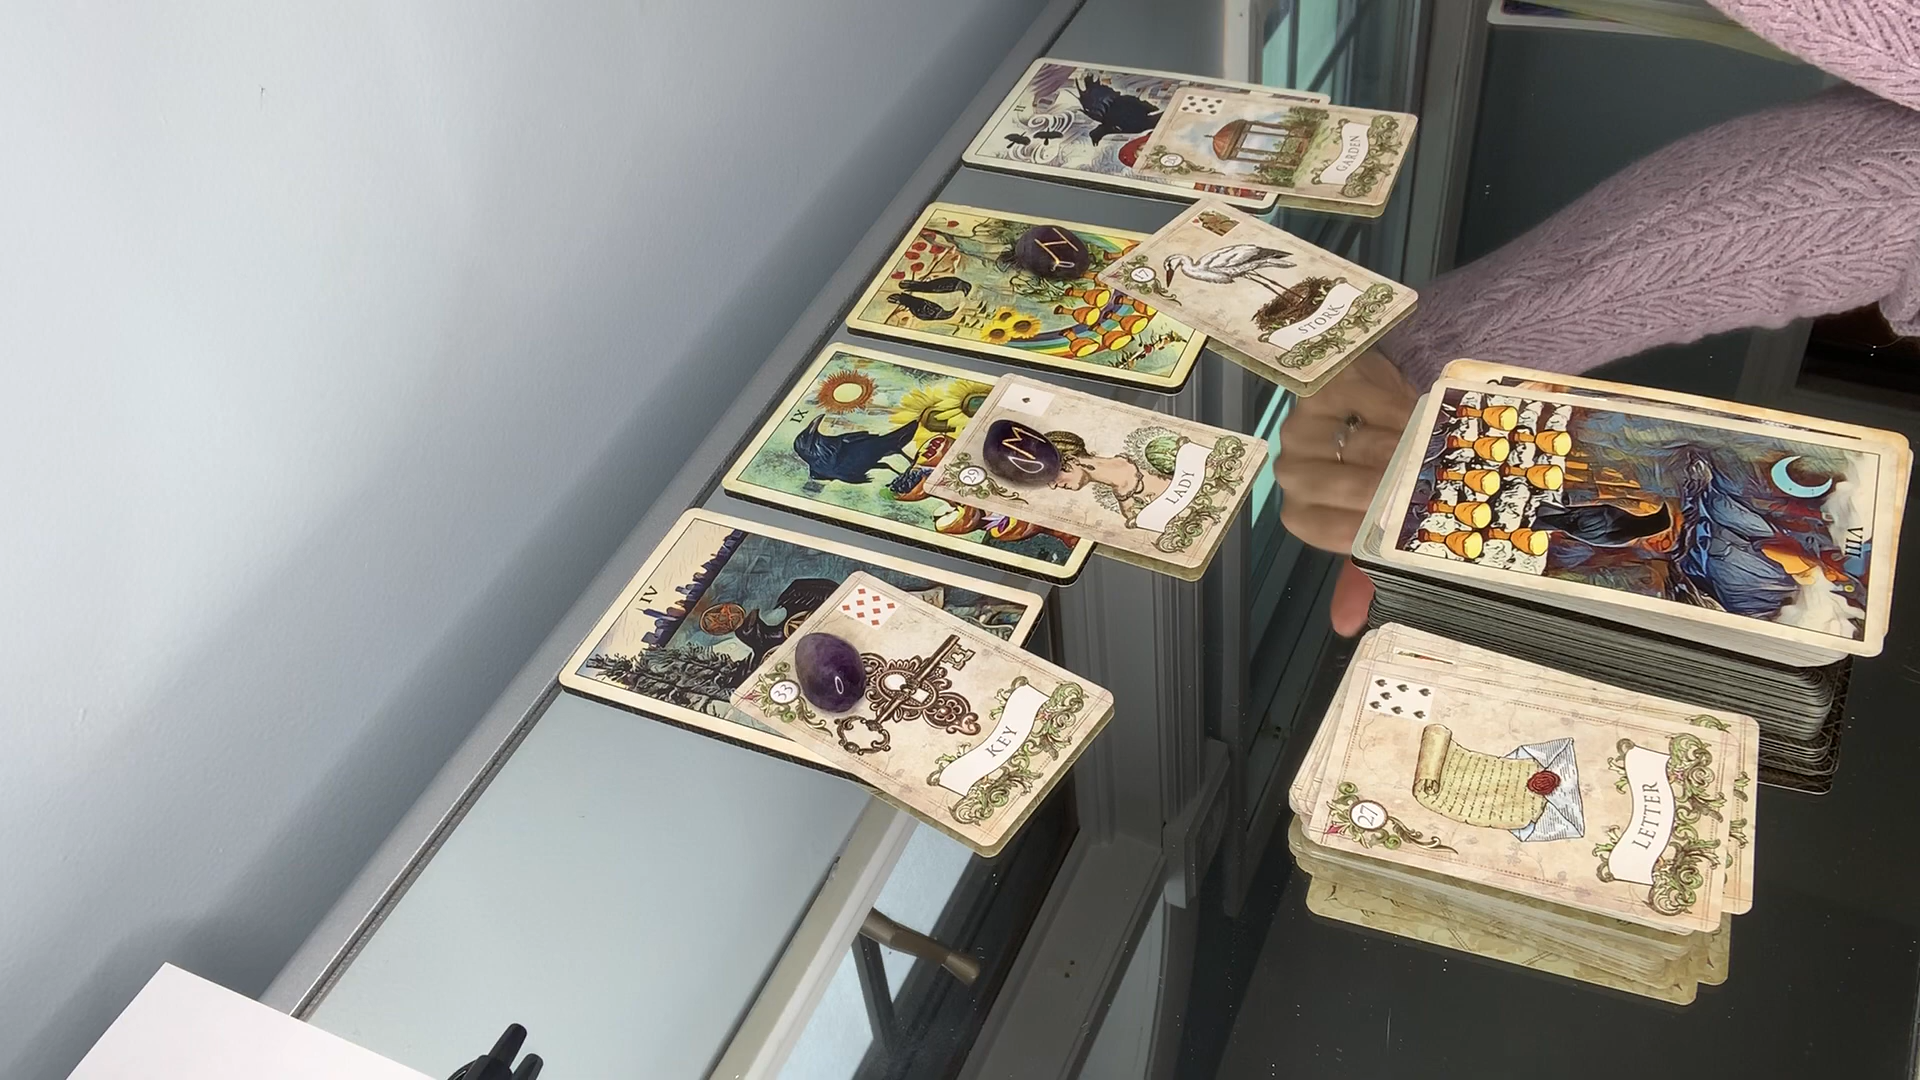 II
GARDEN
17
STORK
IX
29
LADY
IV
33
KEY
VIII
27
LETTER